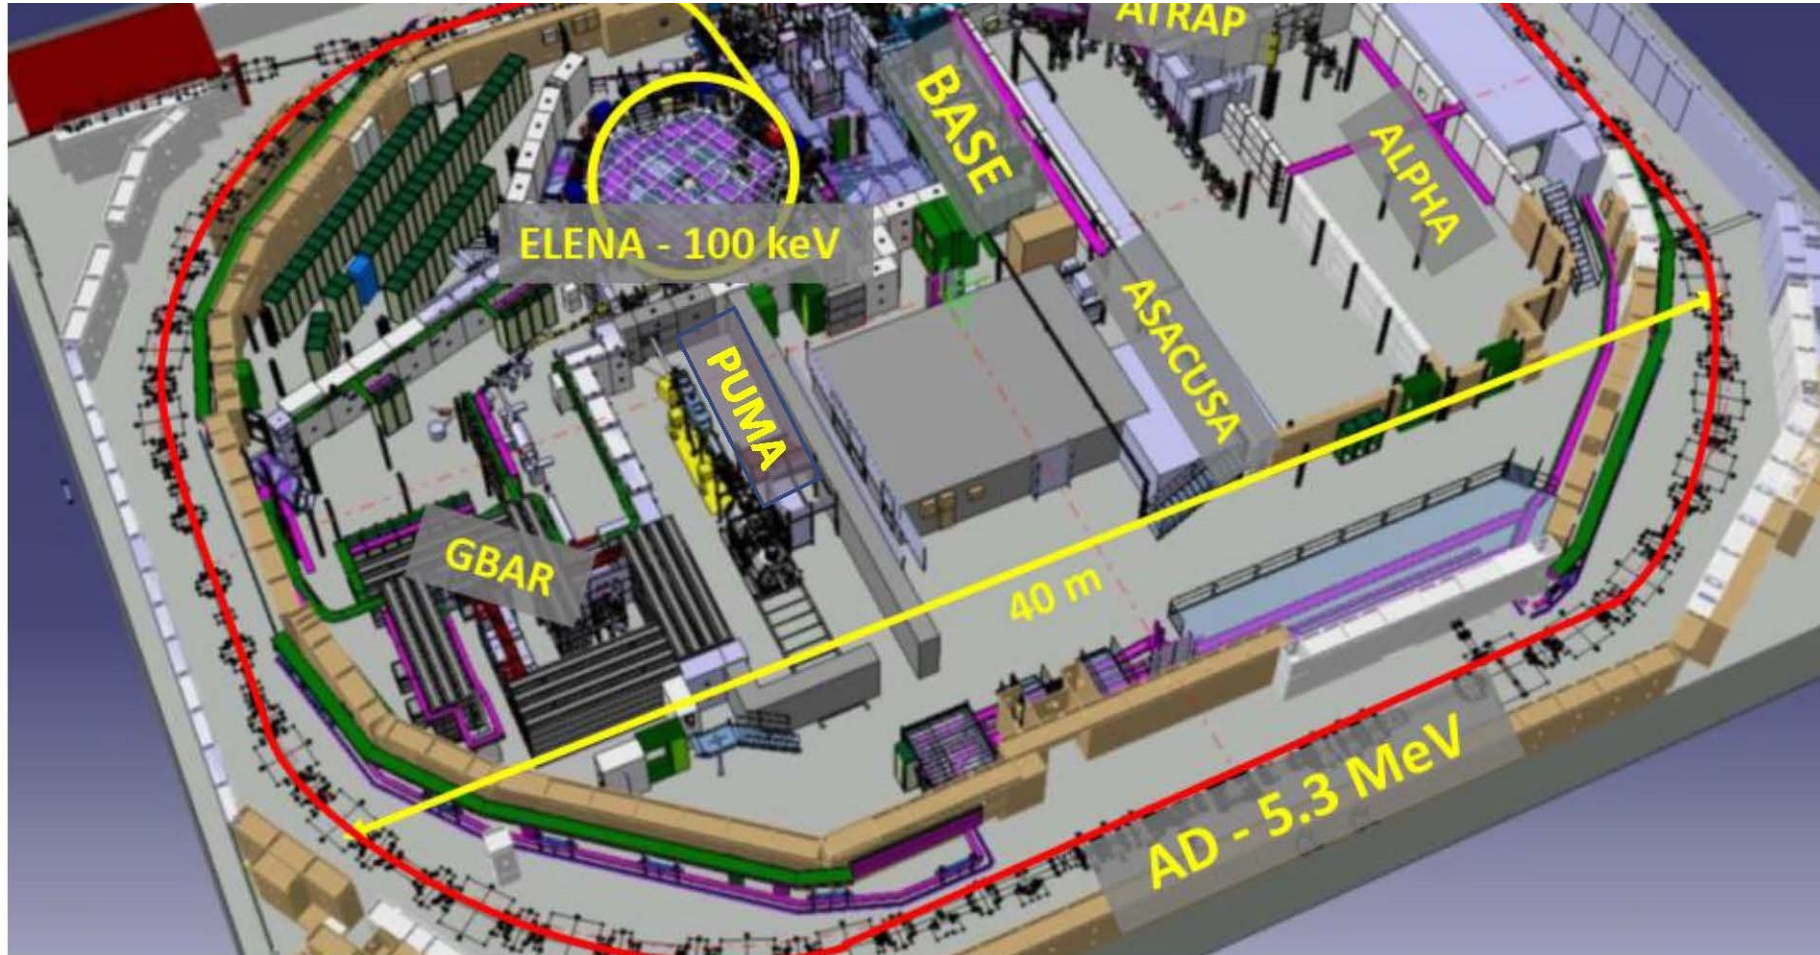 ATRAP
BASE
ALPHA
ELENA - 100 keV
ASACUSA
PUMA
GBAR
40 m
AD - 5.3 MeV